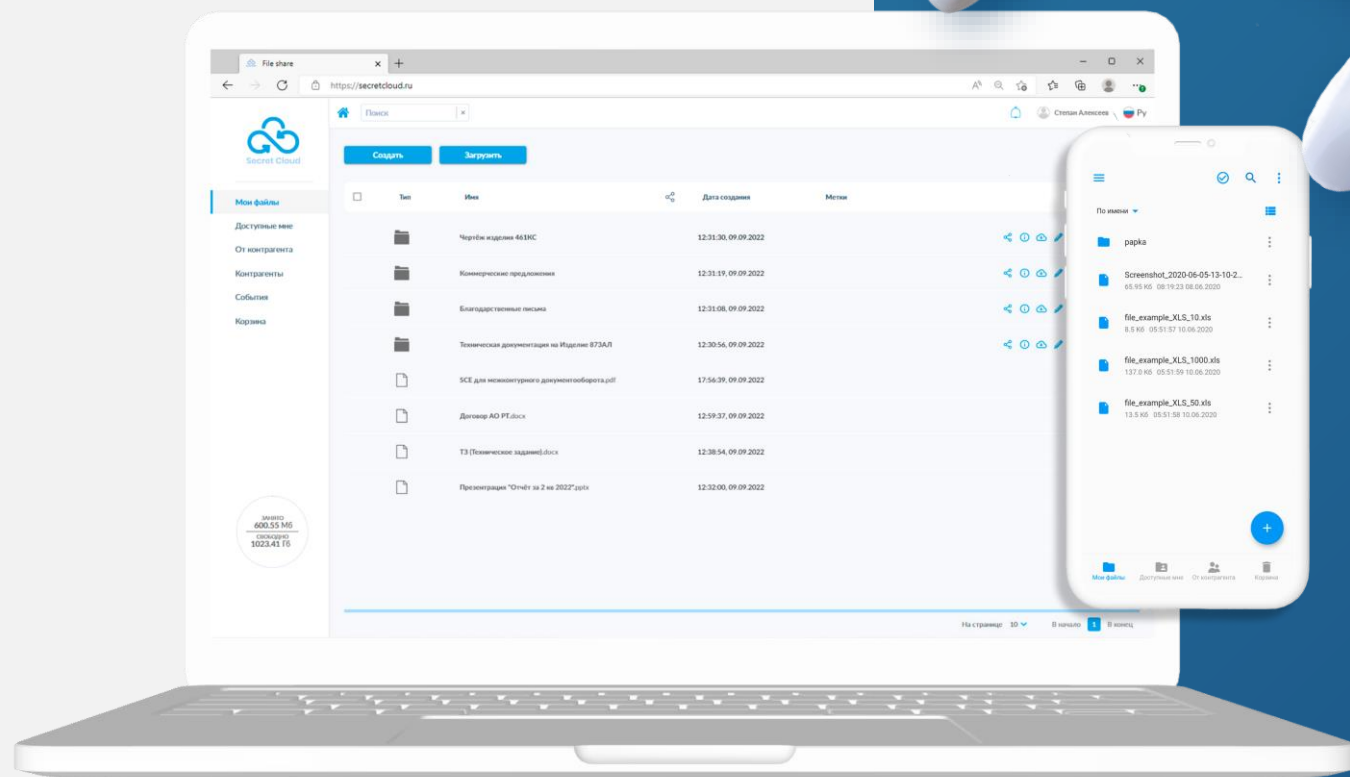 File share
https://secretcloud.ru
Secret Cloud
Поиск
Степан Алексеев
Ру
Создать
Загрузить
Мои файлы
Доступные мне
От контрагента
Контрагенты
События
Корзина
Тип Имя Дата создания Метки
Чертёж изделия 461КС 12:31:30, 09.09.2022
Коммерческие предложения 12:31:19, 09.09.2022
Благодарственные письма 12:31:08, 09.09.2022
Техническая документация на Изделие 873АЛ 12:30:56, 09.09.2022
SCE для межконтурного документооборота.pdf 17:56:39, 09.09.2022
Договор АО РТ.docx 12:59:37, 09.09.2022
ТЗ (Техническое задание).docx 12:38:54, 09.09.2022
Презентрация "Отчёт за 2 кв 2022".pptx 12:32:00, 09.09.2022
ЗАНЯТО
600.55 Мб
СВОБОДНО
1023.41 Гб
На странице 10 В начало 1 В конец
По имени
papka
Screenshot_2020-06-05-13-10-2...
65.95 Кб 08:19:23 08.06.2020
file_example_XLS_10.xls
8.5 Кб 05:51:57 10.06.2020
file_example_XLS_1000.xls
137.0 Кб 05:51:59 10.06.2020
file_example_XLS_50.xls
13.5 Кб 05:51:58 10.06.2020
Мои файлы Доступные мне От контрагента Корзина